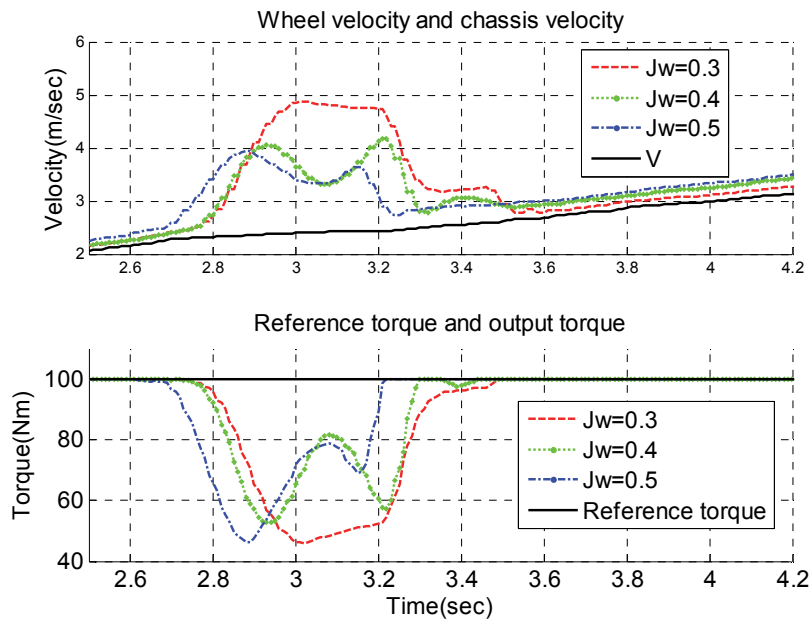 Wheel velocity and chassis velocity
Velocity(m/sec)
6
5
4
3
2
Jw=0.3
Jw=0.4
Jw=0.5
V
2.6 2.8 3 3.2 3.4 3.6 3.8 4 4.2
Reference torque and output torque
Torque(Nm)
100
80
60
40
Jw=0.3
Jw=0.4
Jw=0.5
Reference torque
2.6 2.8 3 3.2 3.4 3.6 3.8 4 4.2
Time(sec)